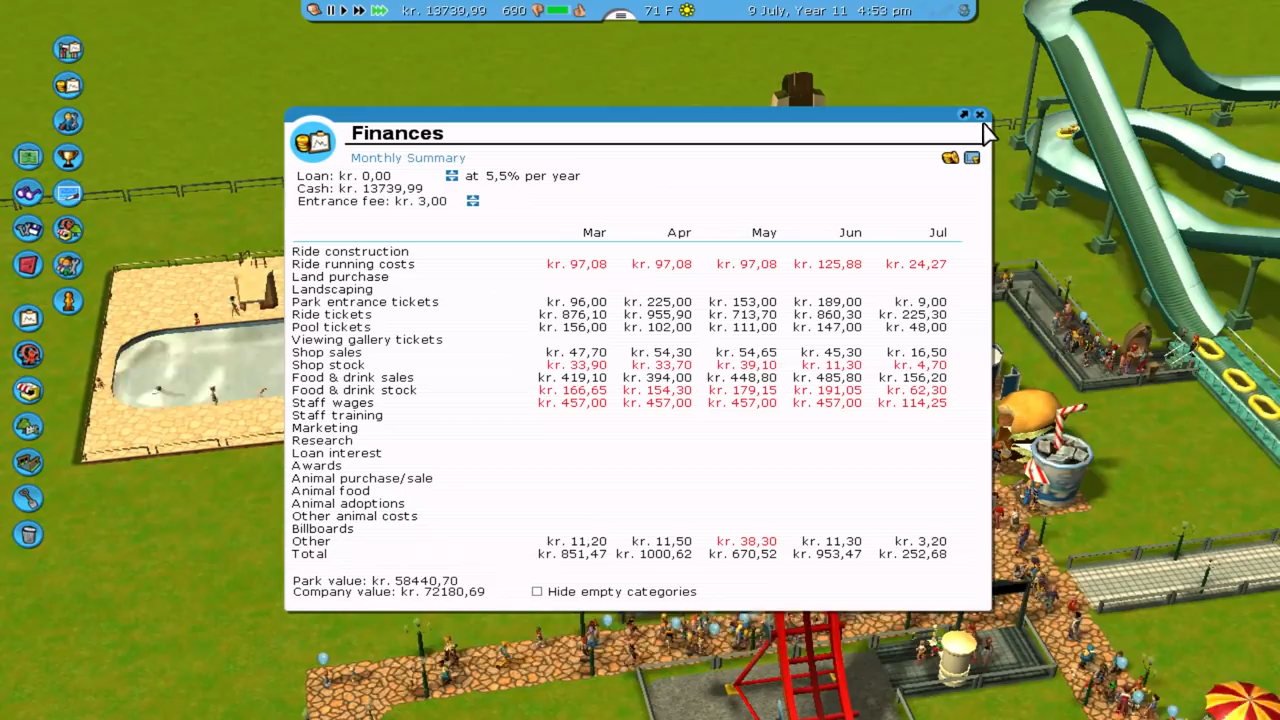 kr. 13739,99 690 71 F 9 July, Year 11 4:53 pm
Finances
Monthly Summary
Loan: kr. 0,00 at 5,5% per year
Cash: kr. 13739,99
Entrance fee: kr. 3,00
Mar Apr May Jun Jul
Ride construction
Ride running costs kr. 97,08 kr. 97,08 kr. 97,08 kr. 125,88 kr. 24,27
Land purchase
Landscaping
Park entrance tickets kr. 96,00 kr. 225,00 kr. 153,00 kr. 189,00 kr. 9,00
Ride tickets kr. 876,10 kr. 955,90 kr. 713,70 kr. 860,30 kr. 225,30
Pool tickets kr. 156,00 kr. 102,00 kr. 111,00 kr. 147,00 kr. 48,00
Viewing gallery tickets
Shop sales kr. 47,70 kr. 54,30 kr. 54,65 kr. 45,30 kr. 16,50
Shop stock kr. 33,90 kr. 33,70 kr. 39,10 kr. 11,30 kr. 4,70
Food & drink sales kr. 419,10 kr. 394,00 kr. 448,80 kr. 485,80 kr. 156,20
Food & drink stock kr. 166,65 kr. 154,30 kr. 179,15 kr. 191,05 kr. 62,30
Staff wages kr. 457,00 kr. 457,00 kr. 457,00 kr. 457,00 kr. 114,25
Staff training
Marketing
Research
Loan interest
Awards
Animal purchase/sale
Animal food
Animal adoptions
Other animal costs
Billboards
Other kr. 11,20 kr. 11,50 kr. 38,30 kr. 11,30 kr. 3,20
Total kr. 851,47 kr. 1000,62 kr. 670,52 kr. 953,47 kr. 252,68
Park value: kr. 58440,70
Company value: kr. 72180,69 Hide empty categories